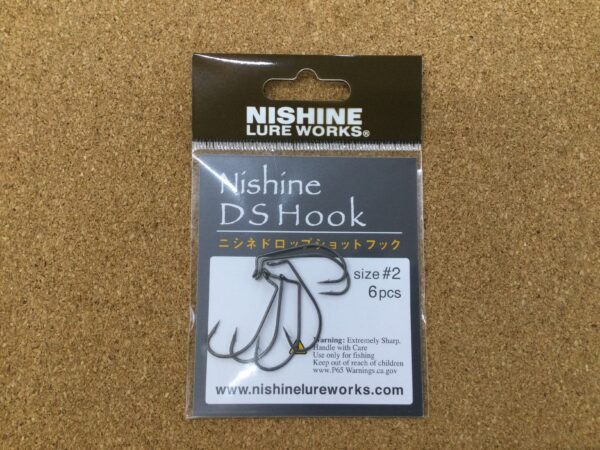 NISHINE
LURE WORKS®
Nishine
DS Hook
ニシネドロップショットフック
size #2
6pcs
Warning: Extremely Sharp,
Handle with Care
Use only for fishing
Keep out of reach of children
www.P65 Warnings.ca.gov
www.nishinelureworks.com